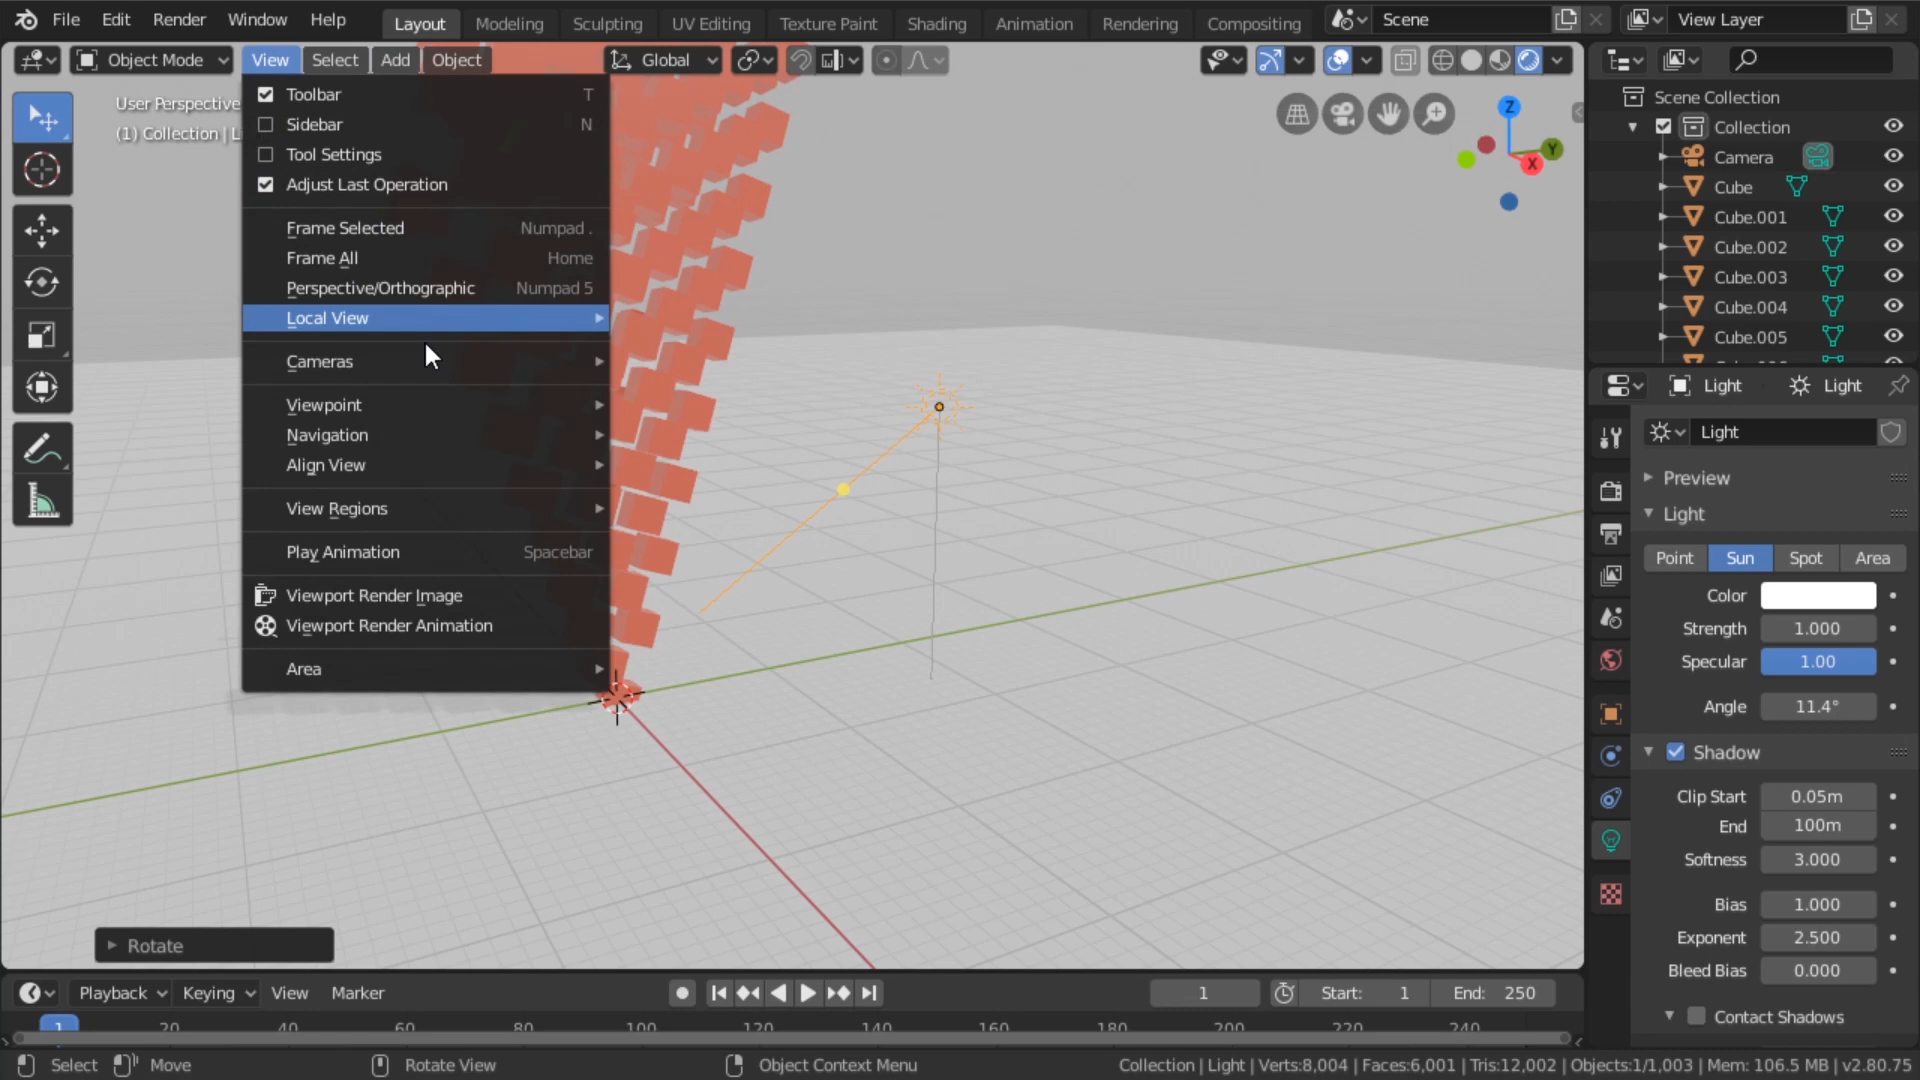 File Edit Render Window Help Layout Modeling Sculpting UV Editing Texture Paint Shading Animation Rendering Compositing Scene View Layer
Object Mode View Select Add Object Global
User Perspective
(1) Collection | L
Toolbar T
Sidebar N
Tool Settings
Adjust Last Operation
Frame Selected Numpad .
Frame All Home
Perspective/Orthographic Numpad 5
Local View
Cameras
Viewpoint
Navigation
Align View
View Regions
Play Animation Spacebar
Viewport Render Image
Viewport Render Animation
Area
Z
Y
X
Rotate
Scene Collection
Collection
Camera
Cube
Cube.001
Cube.002
Cube.003
Cube.004
Cube.005
Light Light
Light
Preview
Light
Point Sun Spot Area
Color
Strength 1.000
Specular 1.00
Angle 11.4°
Shadow
Clip Start 0.05m
End 100m
Softness 3.000
Bias 1.000
Exponent 2.500
Bleed Bias 0.000
Contact Shadows
Playback Keying View Marker 1 Start: 1 End: 250
1 20 40 60 80 100 120 140 160 180 200 220 240
Select Move Rotate View Object Context Menu Collection | Light | Verts:8,004 | Faces:6,001 | Tris:12,002 | Objects:1/1,003 | Mem: 106.5 MB | v2.80.75